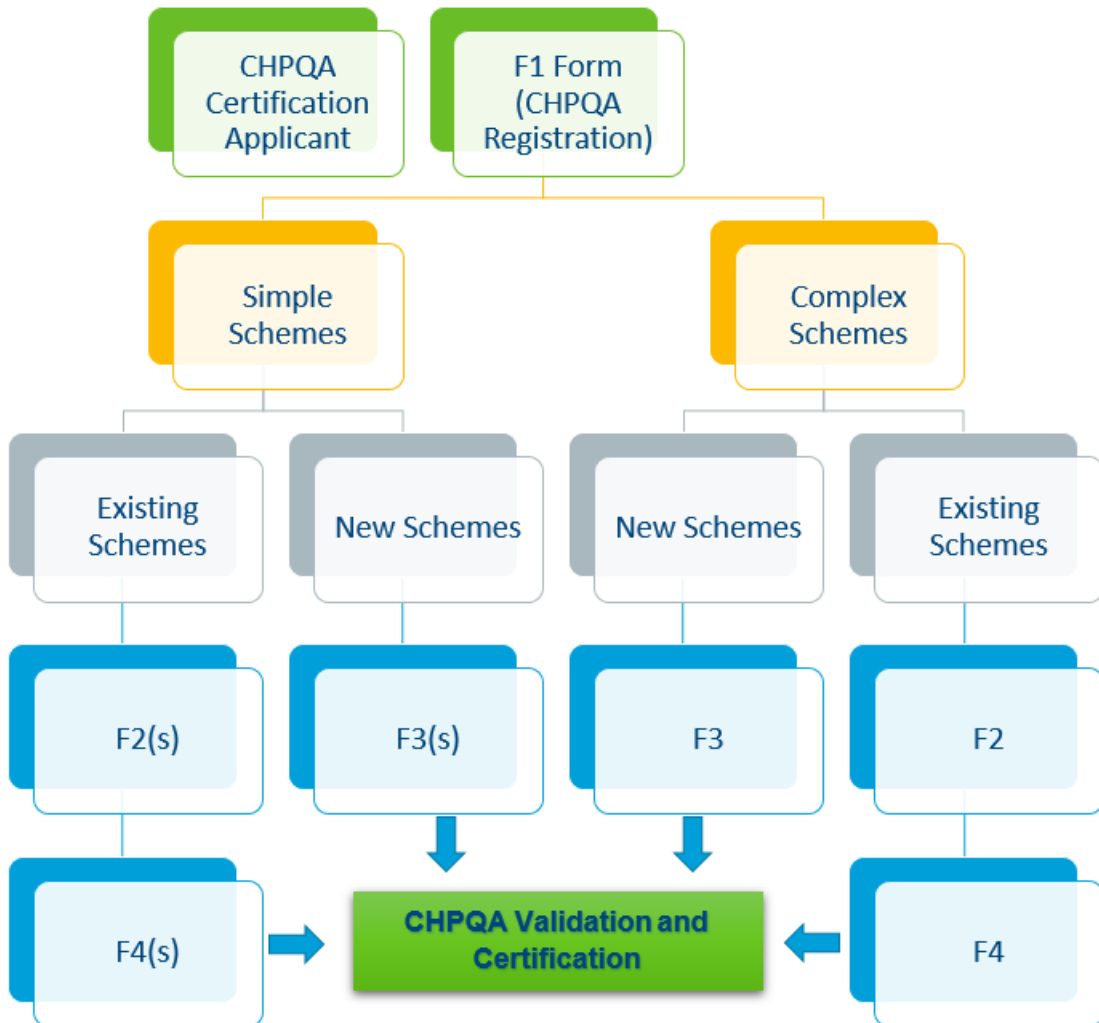 CHPQA
Certification
Applicant
F1 Form
(CHPQA
Registration)
Simple
Schemes
Complex
Schemes
Existing
Schemes
New Schemes
New Schemes
Existing
Schemes
F2(s)
F3(s)
F3
F2
F4(s)
CHPQA Validation and
Certification
F4